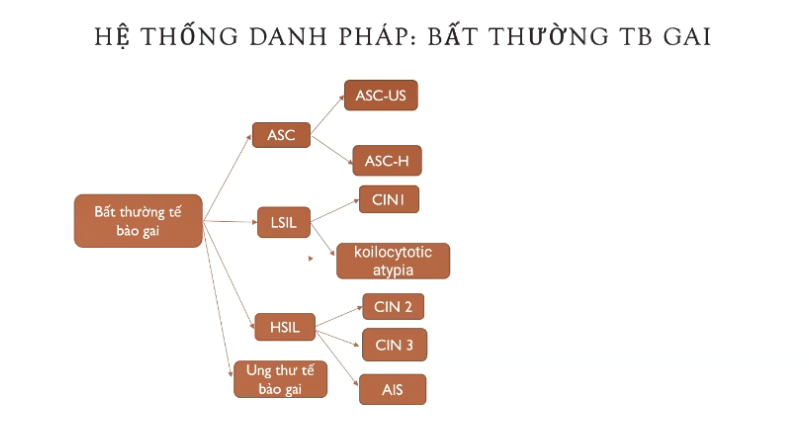 HỆ THỐNG DANH PHÁP: BẤT THƯỜNG TB GAI
ASC-US
ASC
ASC-H
Bất thường tế
bào gai
LSIL
CIN1
koilocytotic
atypia
HSIL
CIN 2
CIN 3
AIS
Ung thư tế
bào gai